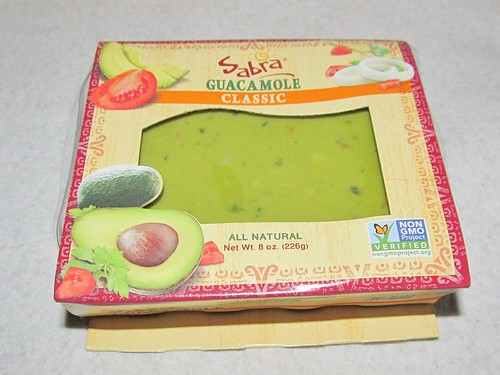 Sabra
GUACAMOLE
CLASSIC
ALL NATURAL
Net Wt. 8 oz. (226g)
NON
GMO
Project
VERIFIED
nongmoproject.org